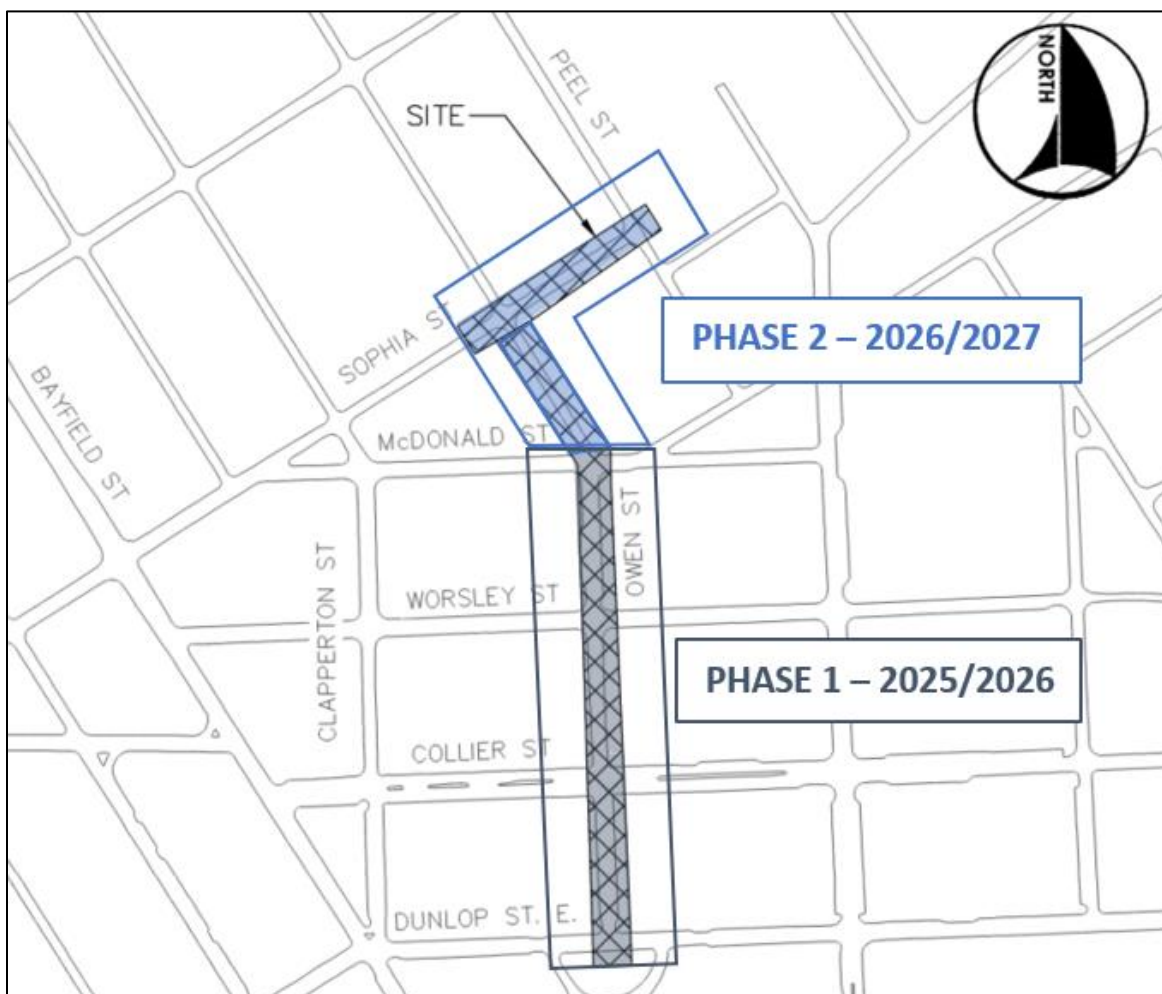 PEEL ST
NORTH
SITE
SOPHIA ST
PHASE 2 – 2026/2027
BAYFIELD ST
McDONALD ST
OWEN ST
CLAPPERTON ST
WORSLEY ST
PHASE 1 – 2025/2026
COLLIER ST
DUNLOP ST. E.